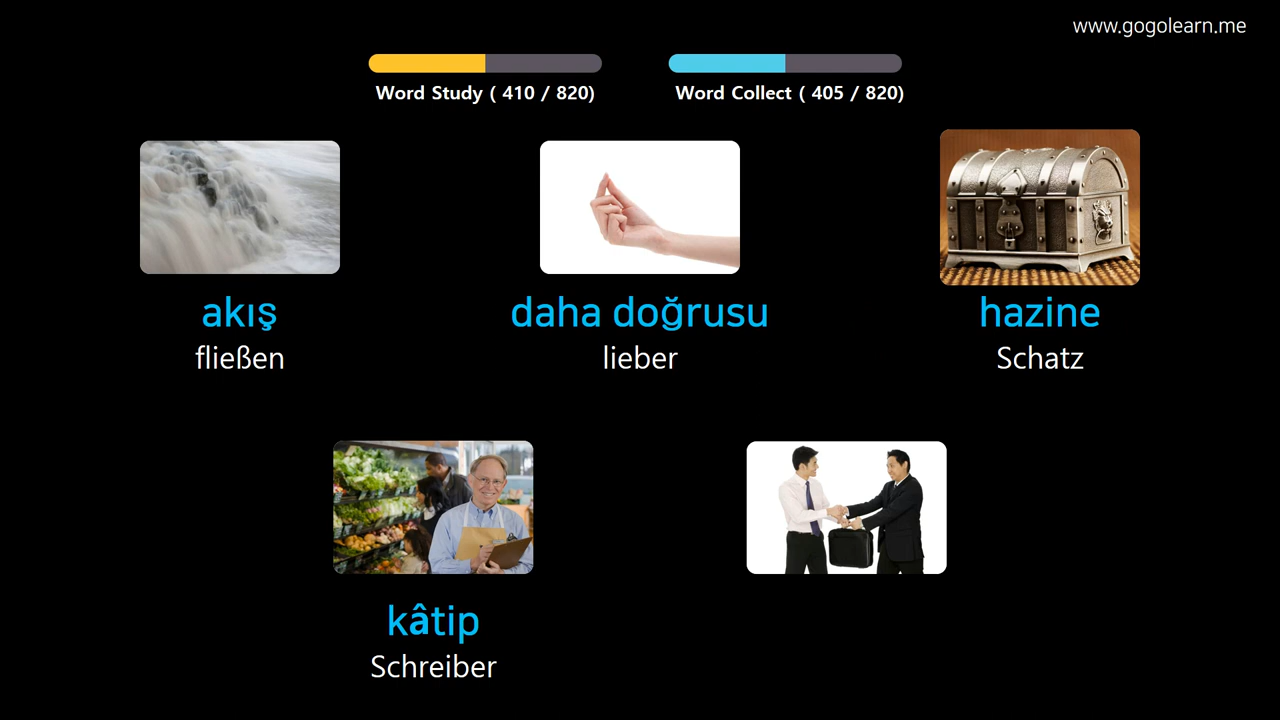 www.gogolearn.me
Word Study ( 410 / 820)
Word Collect ( 405 / 820)
akış
fließen
daha doğrusu
lieber
hazine
Schatz
kâtip
Schreiber